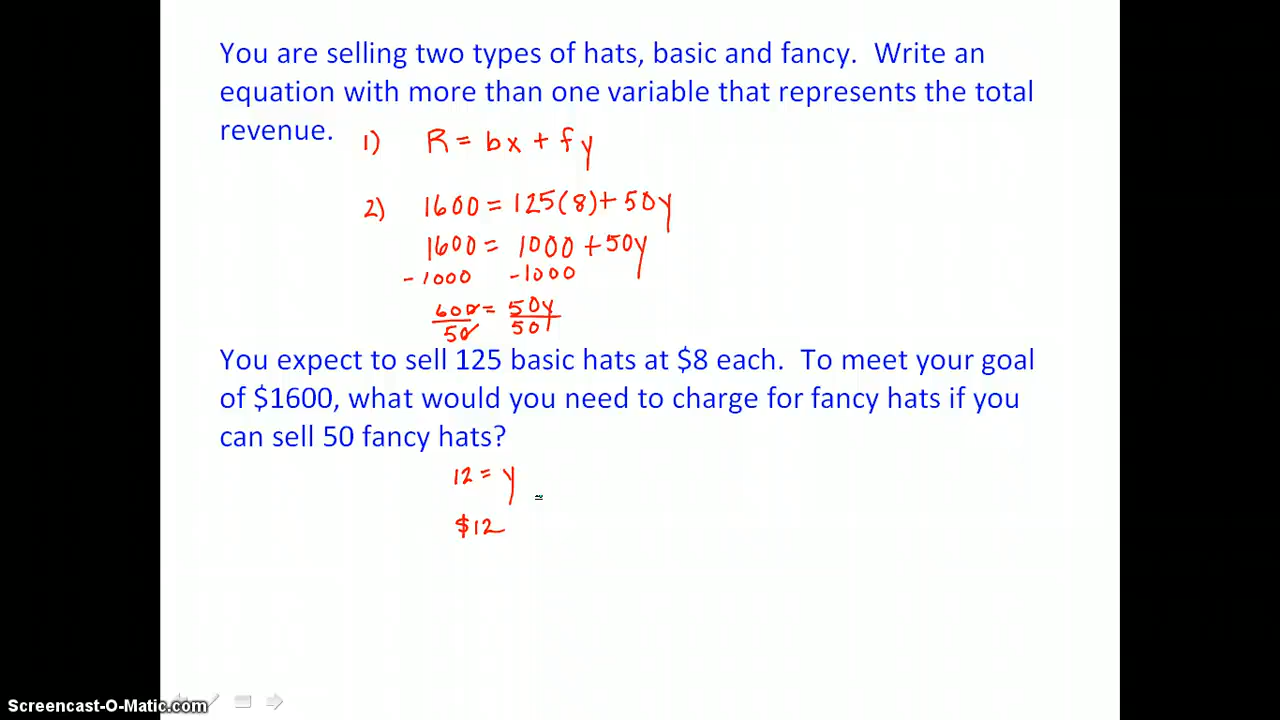 You are selling two types of hats, basic and fancy. Write an
equation with more than one variable that represents the total
revenue.
1) R = bx + fy
2) 1600 = 125(8)+ 50y
1600 = 1000 + 50y
-1000 -1000
600 = 50y
50 50
You expect to sell 125 basic hats at $8 each. To meet your goal
of $1600, what would you need to charge for fancy hats if you
can sell 50 fancy hats?
12 = y
$12
Screencast-O-Matic.com